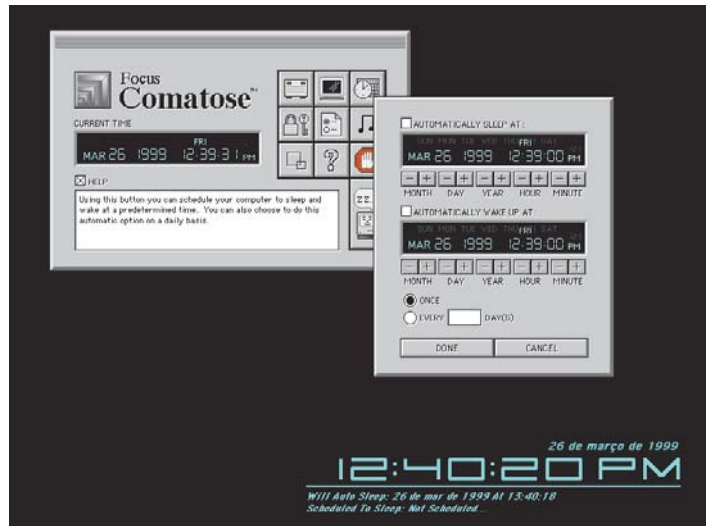 Focus
Comatose™
CURRENT TIME
FRI
MAR 26 1999 12:39:31 PM
HELP
Using this button you can schedule your computer to sleep and
wake at a predetermined time. You can also choose to do this
automatic option on a daily basis.
AUTOMATICALLY SLEEP AT:
SUN MON TUE WED THU FRI SAT
MAR 26 1999 12:39:00 PM
- + - + - + - + - +
MONTH DAY YEAR HOUR MINUTE
AUTOMATICALLY WAKE UP AT:
SUN MON TUE WED THU FRI SAT
MAR 26 1999 12:39:00 PM
- + - + - + - + - +
MONTH DAY YEAR HOUR MINUTE
ONCE
EVERY DAY(S)
DONE CANCEL
26 de março de 1999
12:40:20 PM
Will Auto Sleep: 26 de mar de 1999 At 13:40:18
Scheduled To Sleep: Not Scheduled...